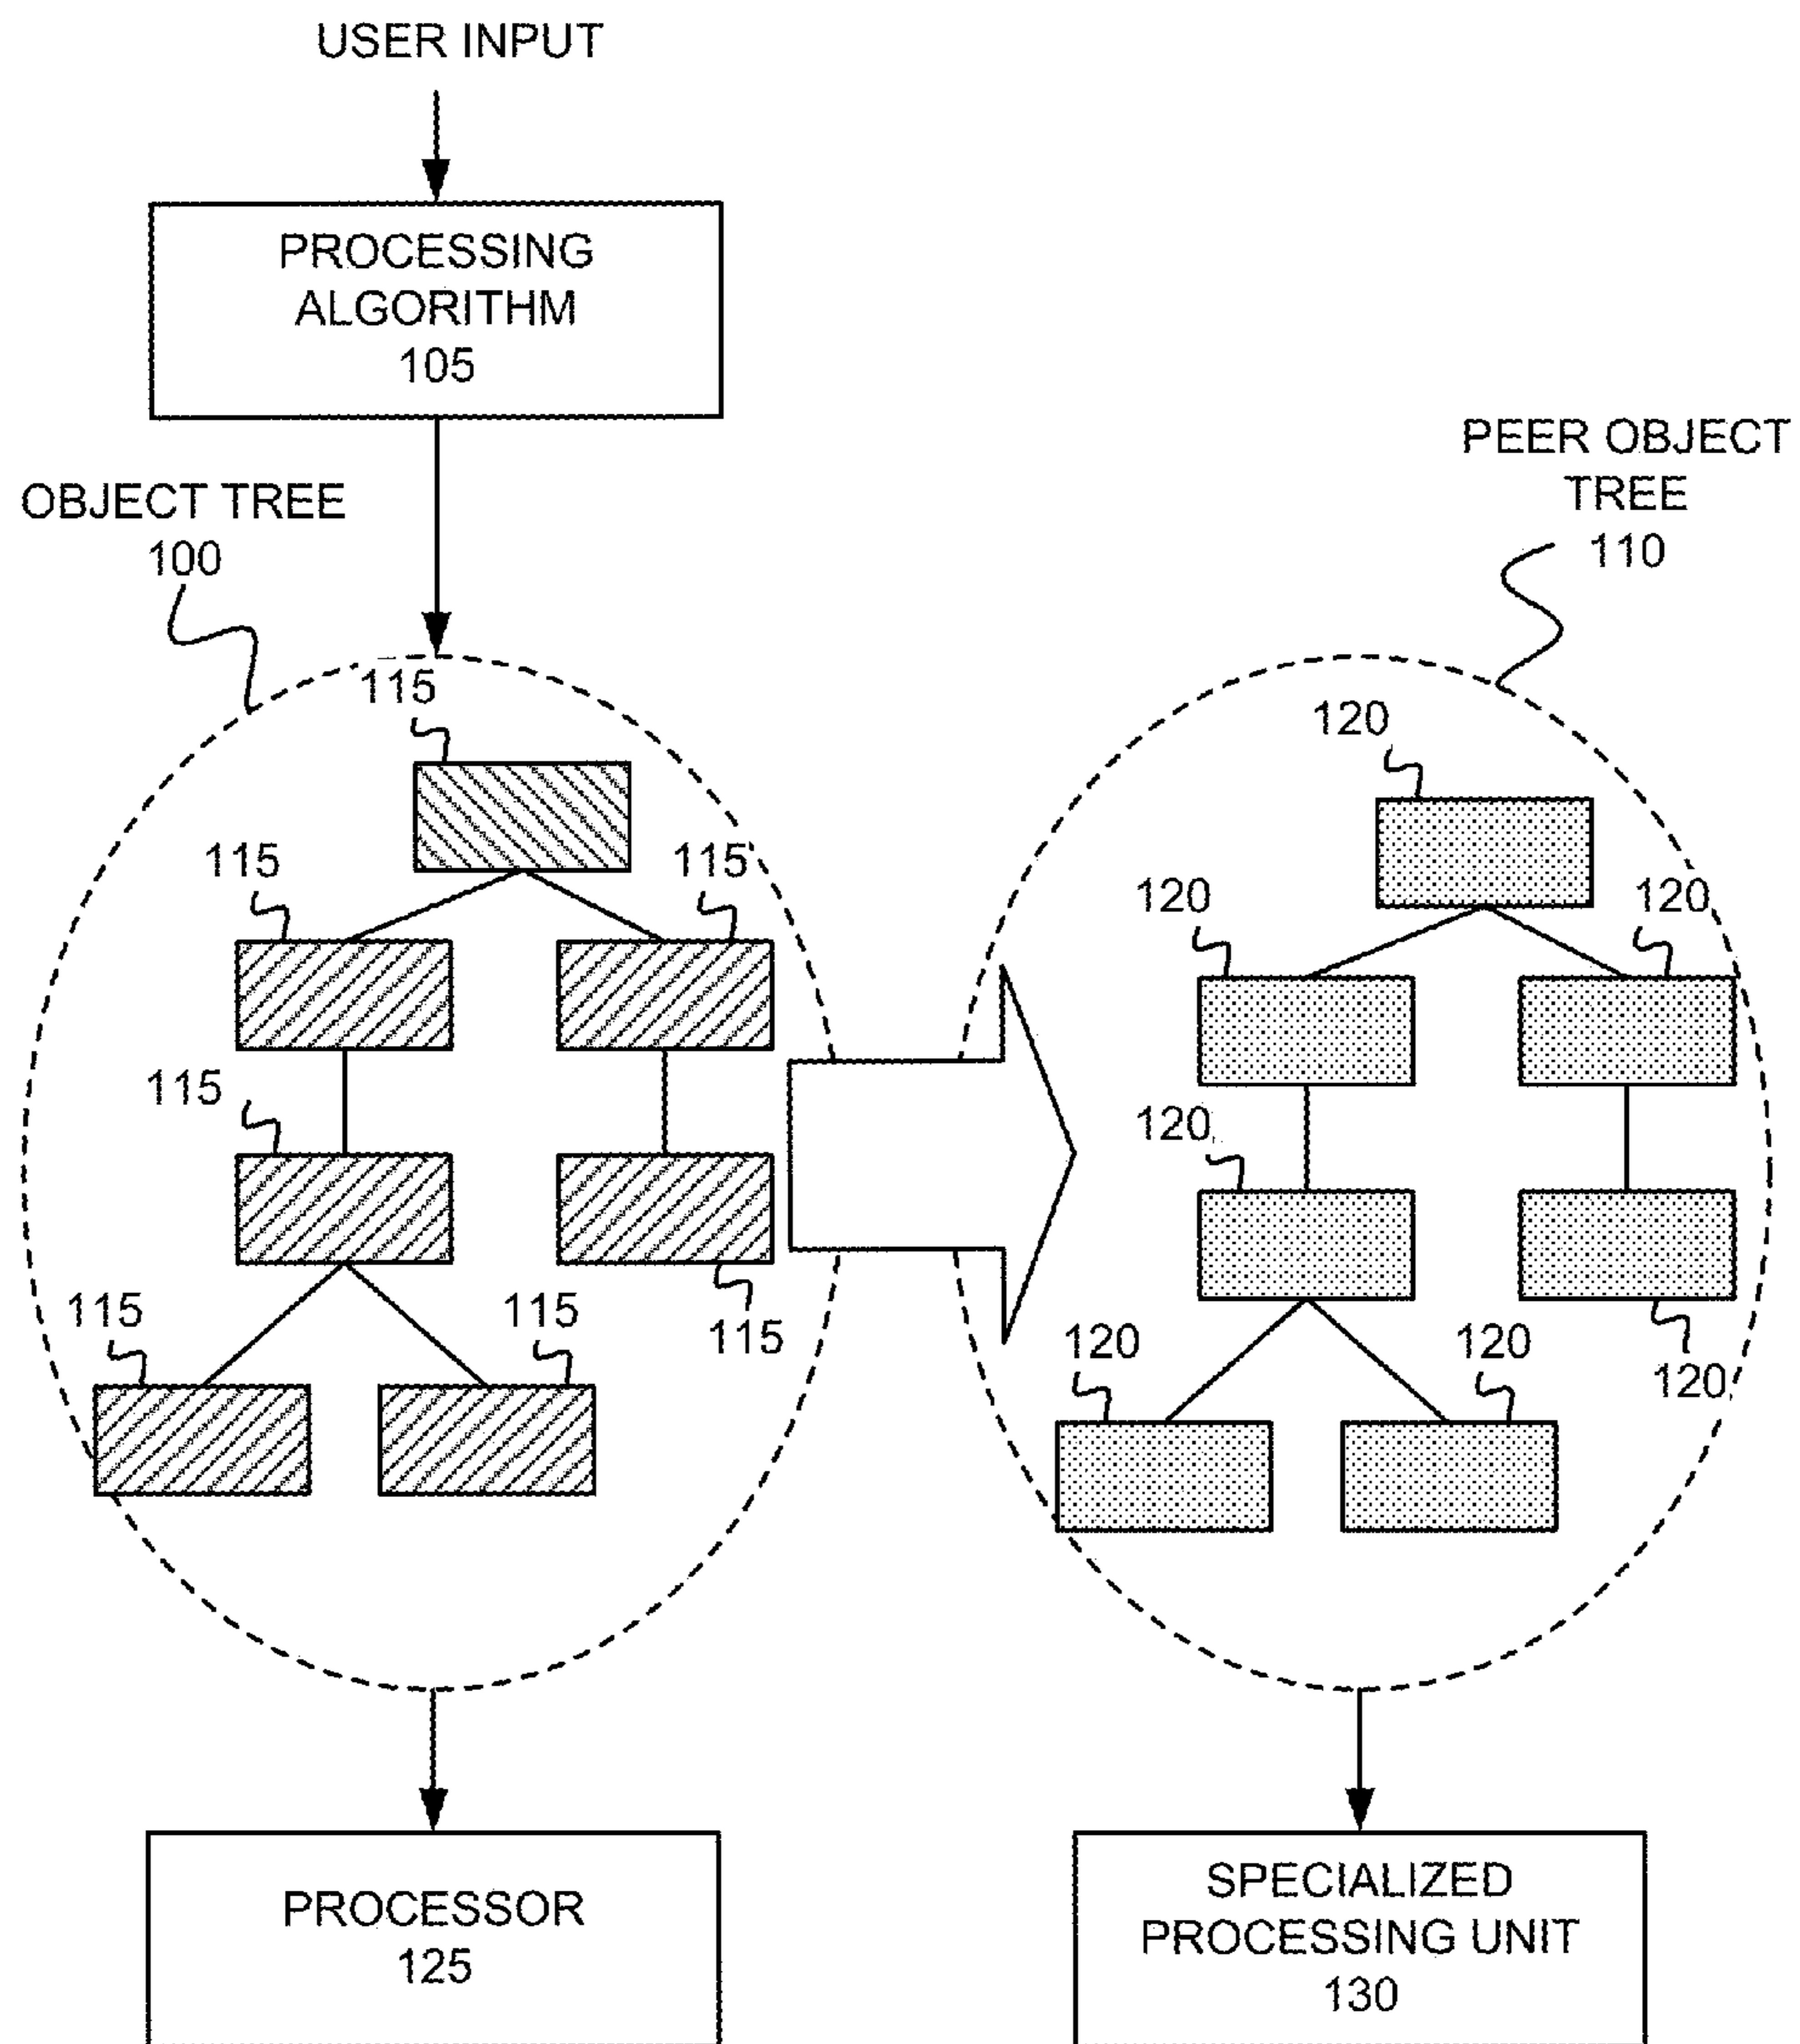 USER INPUT
PROCESSING
ALGORITHM
105
PEER OBJECT
TREE
110
OBJECT TREE
100
115
120
115
115
120
120
115
120
115
115
115
120
120
120
PROCESSOR
125
SPECIALIZED
PROCESSING UNIT
130